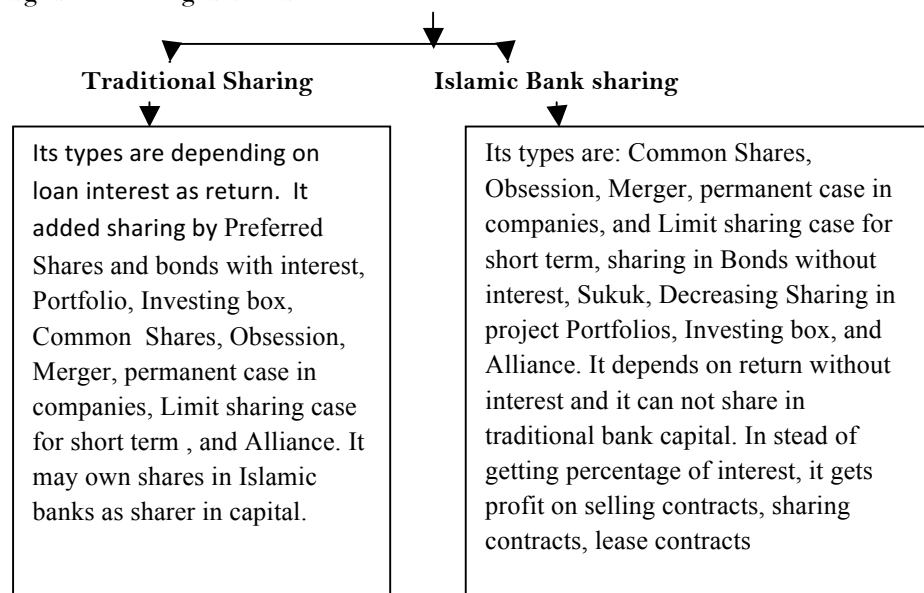 Traditional Sharing
Islamic Bank sharing
Its types are depending on
loan interest as return. It
added sharing by Preferred
Shares and bonds with interest,
Portfolio, Investing box,
Common Shares, Obsession,
Merger, permanent case in
companies, Limit sharing case
for short term , and Alliance. It
may own shares in Islamic
banks as sharer in capital.
Its types are: Common Shares,
Obsession, Merger, permanent case in
companies, and Limit sharing case for
short term, sharing in Bonds without
interest, Sukuk, Decreasing Sharing in
project Portfolios, Investing box, and
Alliance. It depends on return without
interest and it can not share in
traditional bank capital. In stead of
getting percentage of interest, it gets
profit on selling contracts, sharing
contracts, lease contracts